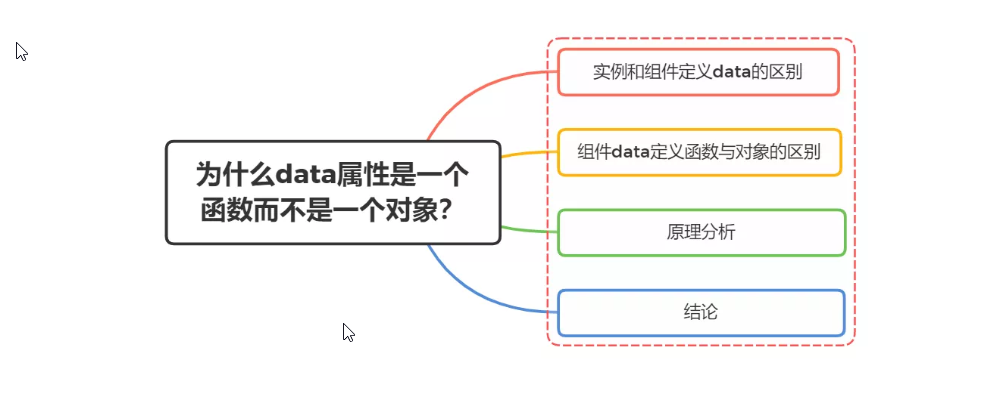 为什么data属性是一个
函数而不是一个对象？
实例和组件定义data的区别
组件data定义函数与对象的区别
原理分析
结论